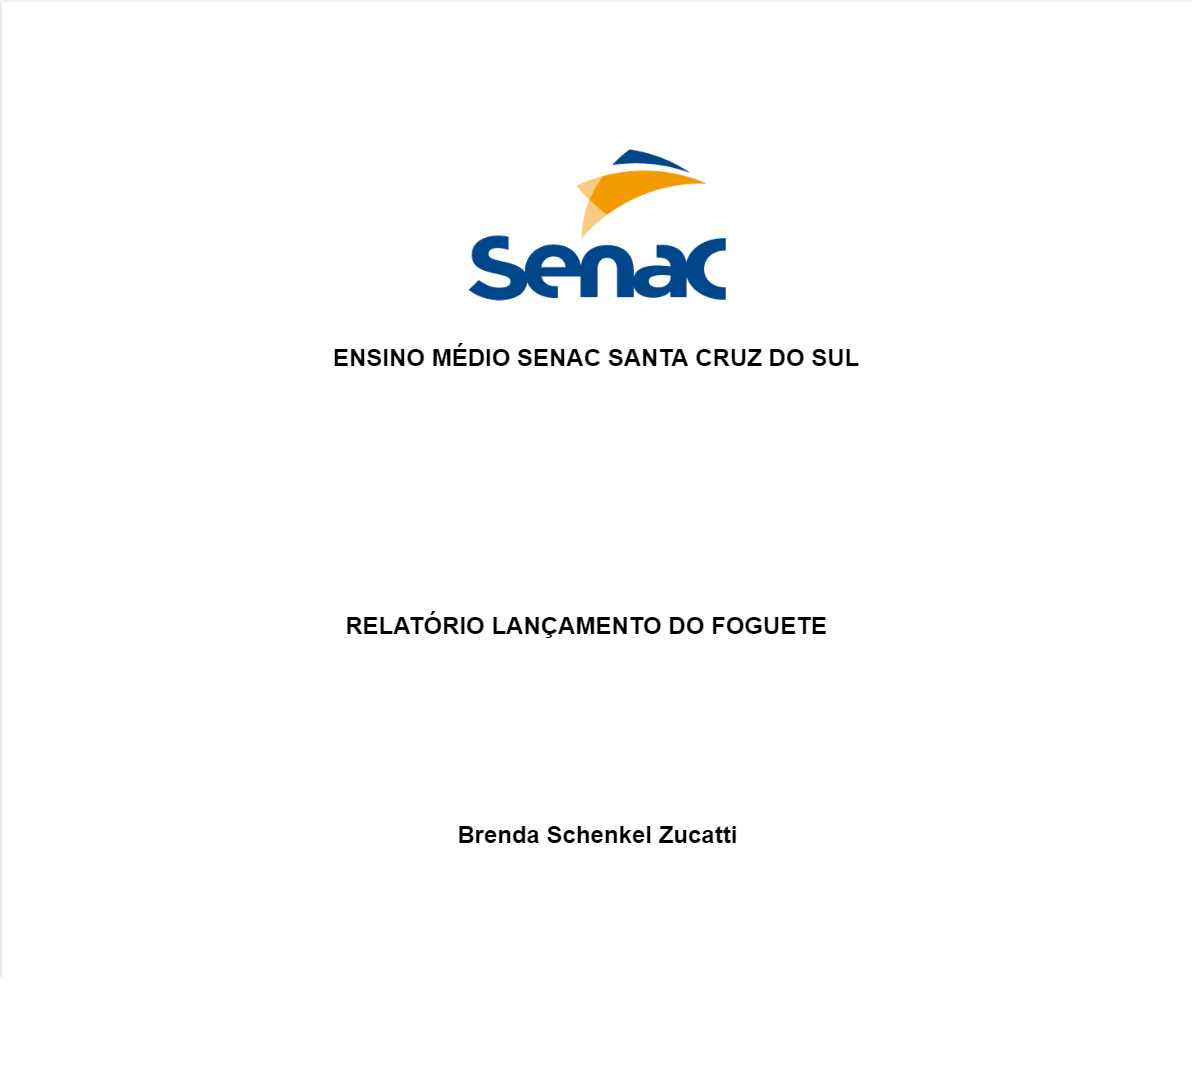 Senac
ENSINO MÉDIO SENAC SANTA CRUZ DO SUL
RELATÓRIO LANÇAMENTO DO FOGUETE
Brenda Schenkel Zucatti